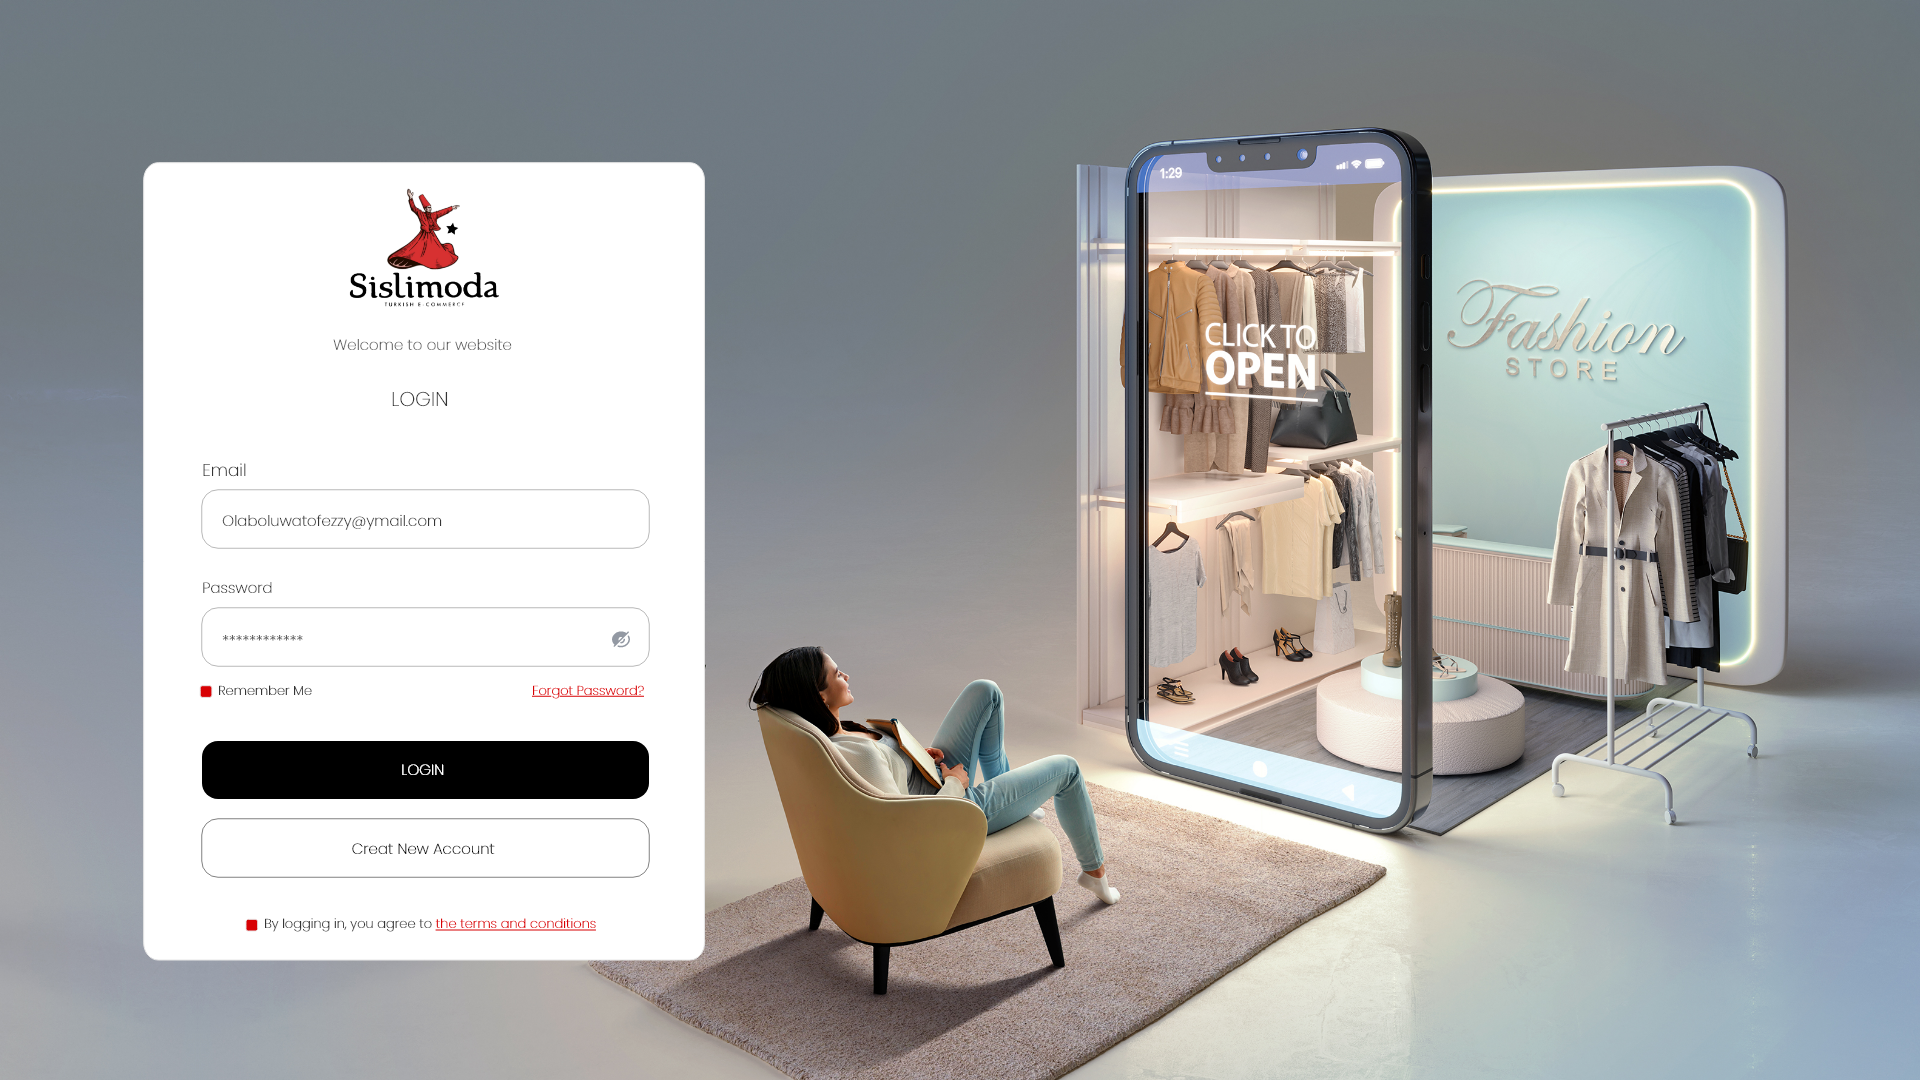 Sislimoda
TURKISH E-COMMERCE
Welcome to our website
LOGIN
Email
Olaboluwatofezzy@ymail.com
Password
************
Remember Me
Forgot Password?
LOGIN
Creat New Account
By logging in, you agree to the terms and conditions
1:29
CLICK TO
OPEN
Fashion
STORE